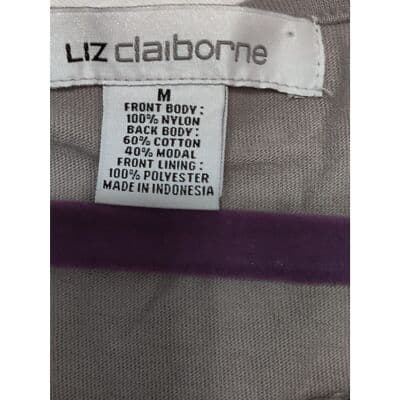 LIZ claiborne
M
FRONT BODY:
100% NYLON
BACK BODY:
60% COTTON
40% MODAL
FRONT LINING:
100% POLYESTER
MADE IN INDONESIA